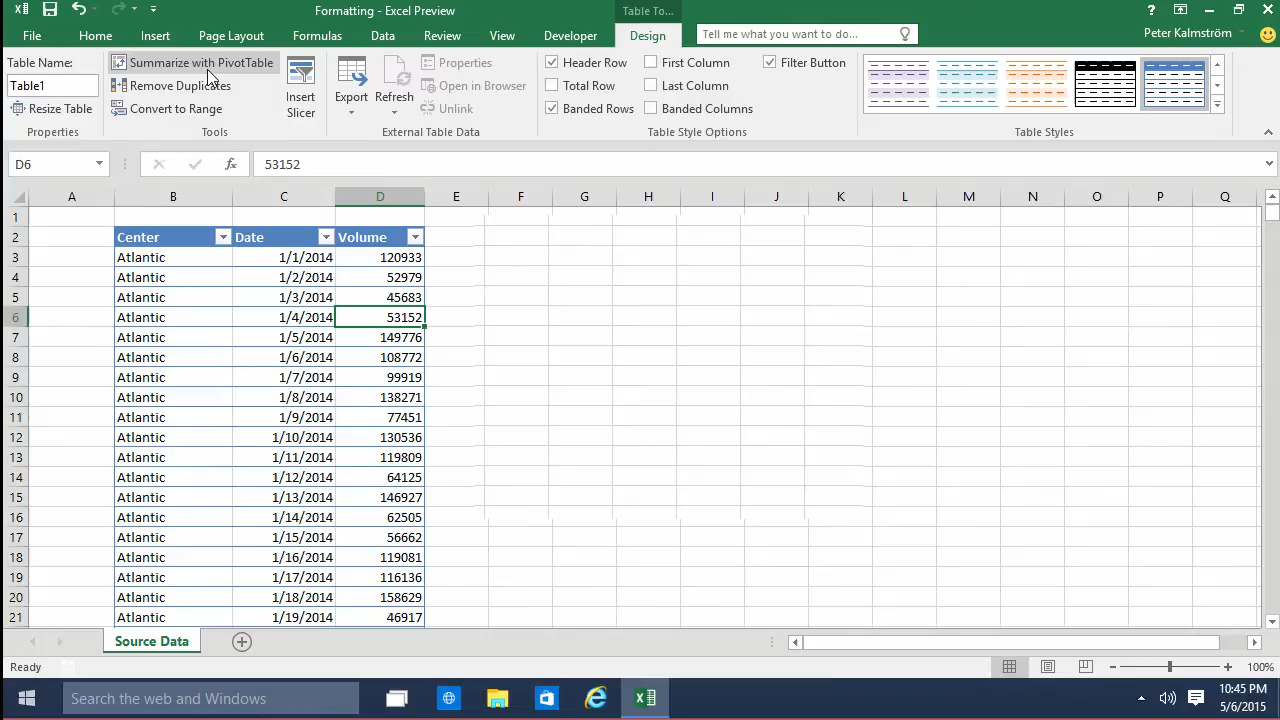 Formatting - Excel Preview
Table To...
File Home Insert Page Layout Formulas Data Review View Developer Design Tell me what you want to do... Peter Kalmström
Table Name:
Table1
Resize Table
Properties
Summarize with PivotTable
Remove Duplicates
Convert to Range
Insert
Slicer
Tools
Export Refresh
Properties
Open in Browser
Unlink
External Table Data
Header Row First Column Filter Button
Total Row Last Column
Banded Rows Banded Columns
Table Style Options
Table Styles
D6 fx 53152
A B C D E F G H I J K L M N O P Q
1
2 Center Date Volume
3 Atlantic 1/1/2014 120933
4 Atlantic 1/2/2014 52979
5 Atlantic 1/3/2014 45683
6 Atlantic 1/4/2014 53152
7 Atlantic 1/5/2014 149776
8 Atlantic 1/6/2014 108772
9 Atlantic 1/7/2014 99919
10 Atlantic 1/8/2014 138271
11 Atlantic 1/9/2014 77451
12 Atlantic 1/10/2014 130536
13 Atlantic 1/11/2014 119809
14 Atlantic 1/12/2014 64125
15 Atlantic 1/13/2014 146927
16 Atlantic 1/14/2014 62505
17 Atlantic 1/15/2014 56662
18 Atlantic 1/16/2014 119081
19 Atlantic 1/17/2014 116136
20 Atlantic 1/18/2014 158629
21 Atlantic 1/19/2014 46917
Source Data
Ready 100%
Search the web and Windows
10:45 PM
5/6/2015